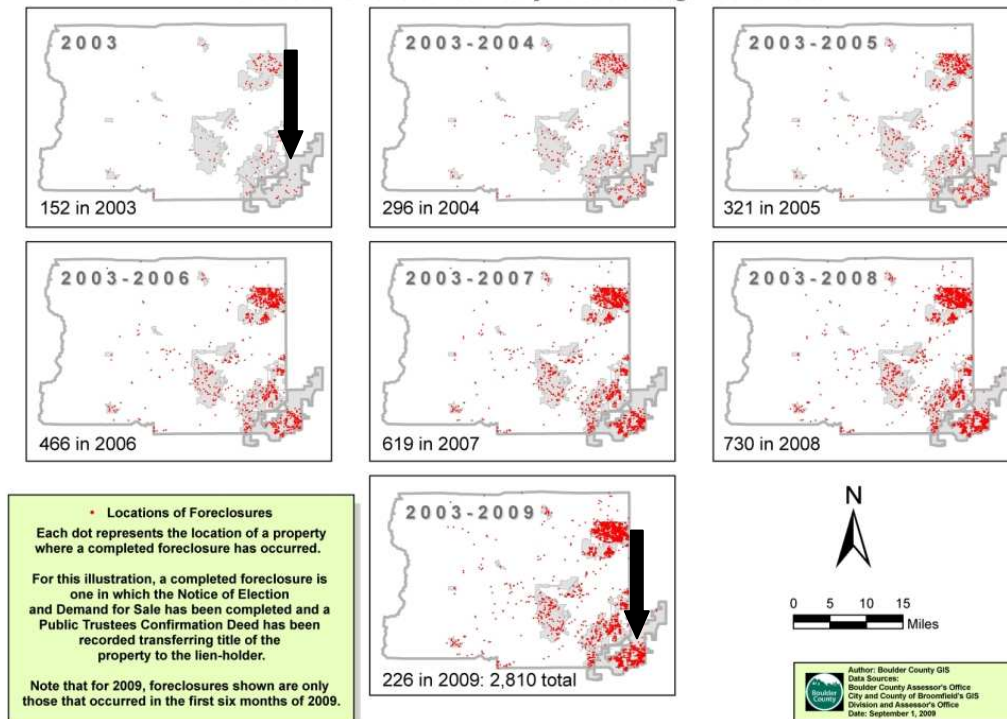 2003
152 in 2003
2003-2004
296 in 2004
2003-2005
321 in 2005
2003-2006
466 in 2006
2003-2007
619 in 2007
2003-2008
730 in 2008
• Locations of Foreclosures
Each dot represents the location of a property
where a completed foreclosure has occurred.
For this illustration, a completed foreclosure is
one in which the Notice of Election
and Demand for Sale has been completed and a
Public Trustees Confirmation Deed has been
recorded transferring title of the
property to the lien-holder.
Note that for 2009, foreclosures shown are only
those that occurred in the first six months of 2009.
2003-2009
226 in 2009: 2,810 total
N
0 5 10 15
Miles
Boulder
County
Author: Boulder County GIS
Data Sources:
Boulder County Assessor's Office
City and County of Broomfield's GIS
Division and Assessor's Office
Date: September 1, 2009